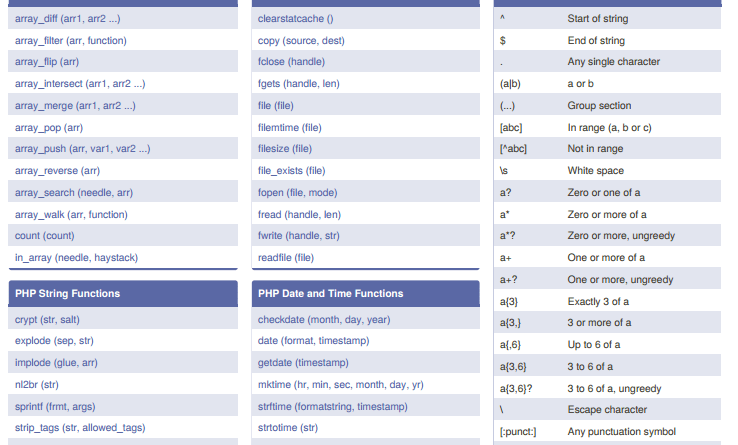 array_diff (arr1, arr2 ...)
array_filter (arr, function)
array_flip (arr)
array_intersect (arr1, arr2 ...)
array_merge (arr1, arr2 ...)
array_pop (arr)
array_push (arr, var1, var2 ...)
array_reverse (arr)
array_search (needle, arr)
array_walk (arr, function)
count (count)
in_array (needle, haystack)
PHP String Functions
crypt (str, salt)
explode (sep, str)
implode (glue, arr)
nl2br (str)
sprintf (frmt, args)
strip_tags (str, allowed_tags)
clearstatcache ()
copy (source, dest)
fclose (handle)
fgets (handle, len)
file (file)
filemtime (file)
filesize (file)
file_exists (file)
fopen (file, mode)
fread (handle, len)
fwrite (handle, str)
readfile (file)
PHP Date and Time Functions
checkdate (month, day, year)
date (format, timestamp)
getdate (timestamp)
mktime (hr, min, sec, month, day, yr)
strftime (formatstring, timestamp)
strtotime (str)
^ Start of string
$ End of string
. Any single character
(a|b) a or b
(...) Group section
[abc] In range (a, b or c)
[^abc] Not in range
\s White space
a? Zero or one of a
a* Zero or more of a
a*? Zero or more, ungreedy
a+ One or more of a
a+? One or more, ungreedy
a{3} Exactly 3 of a
a{3,} 3 or more of a
a{,6} Up to 6 of a
a{3,6} 3 to 6 of a
a{3,6}? 3 to 6 of a, ungreedy
\ Escape character
[:punct:] Any punctuation symbol